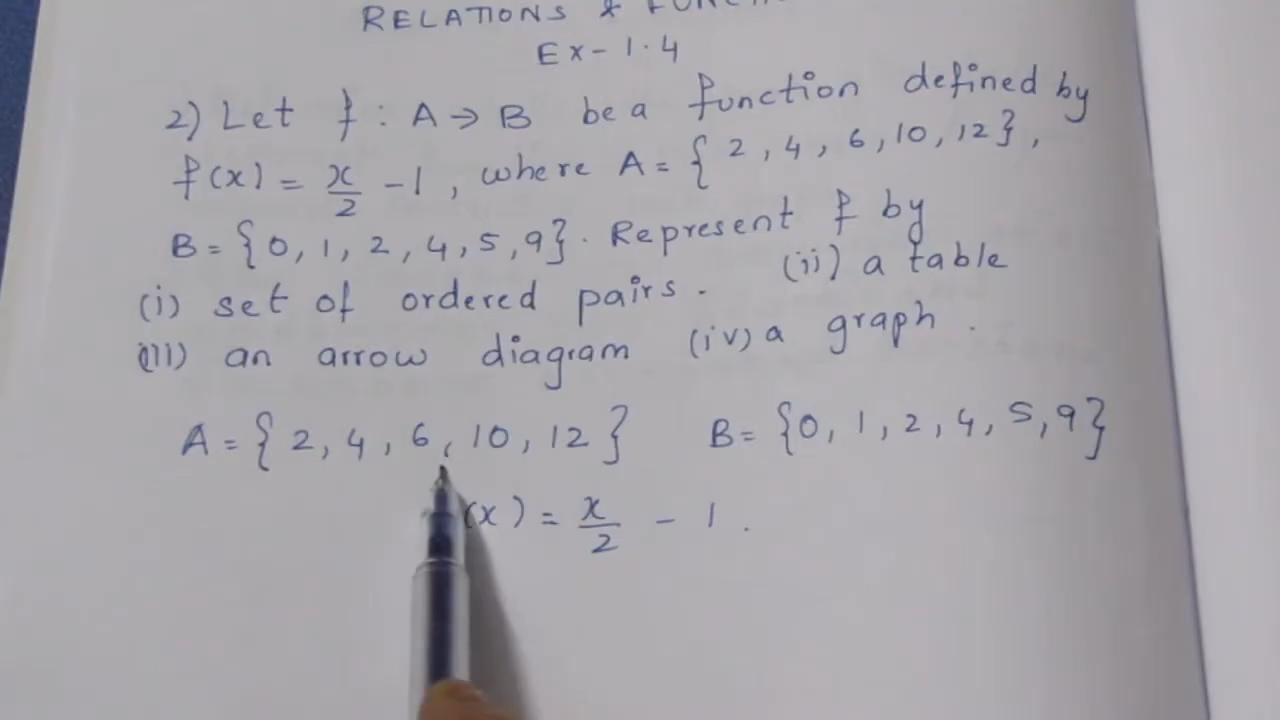 RELATIONS &
Ex - 1.4
2) Let f : A → B be a function defined by
f(x) = x/2 - 1, where A = { 2, 4, 6, 10, 12 },
B = { 0, 1, 2, 4, 5, 9 }. Represent f by
(i) set of ordered pairs. (ii) a table
(iii) an arrow diagram (iv) a graph.
A = { 2, 4, 6, 10, 12 } B = { 0, 1, 2, 4, 5, 9 }
(x) = x/2 - 1.